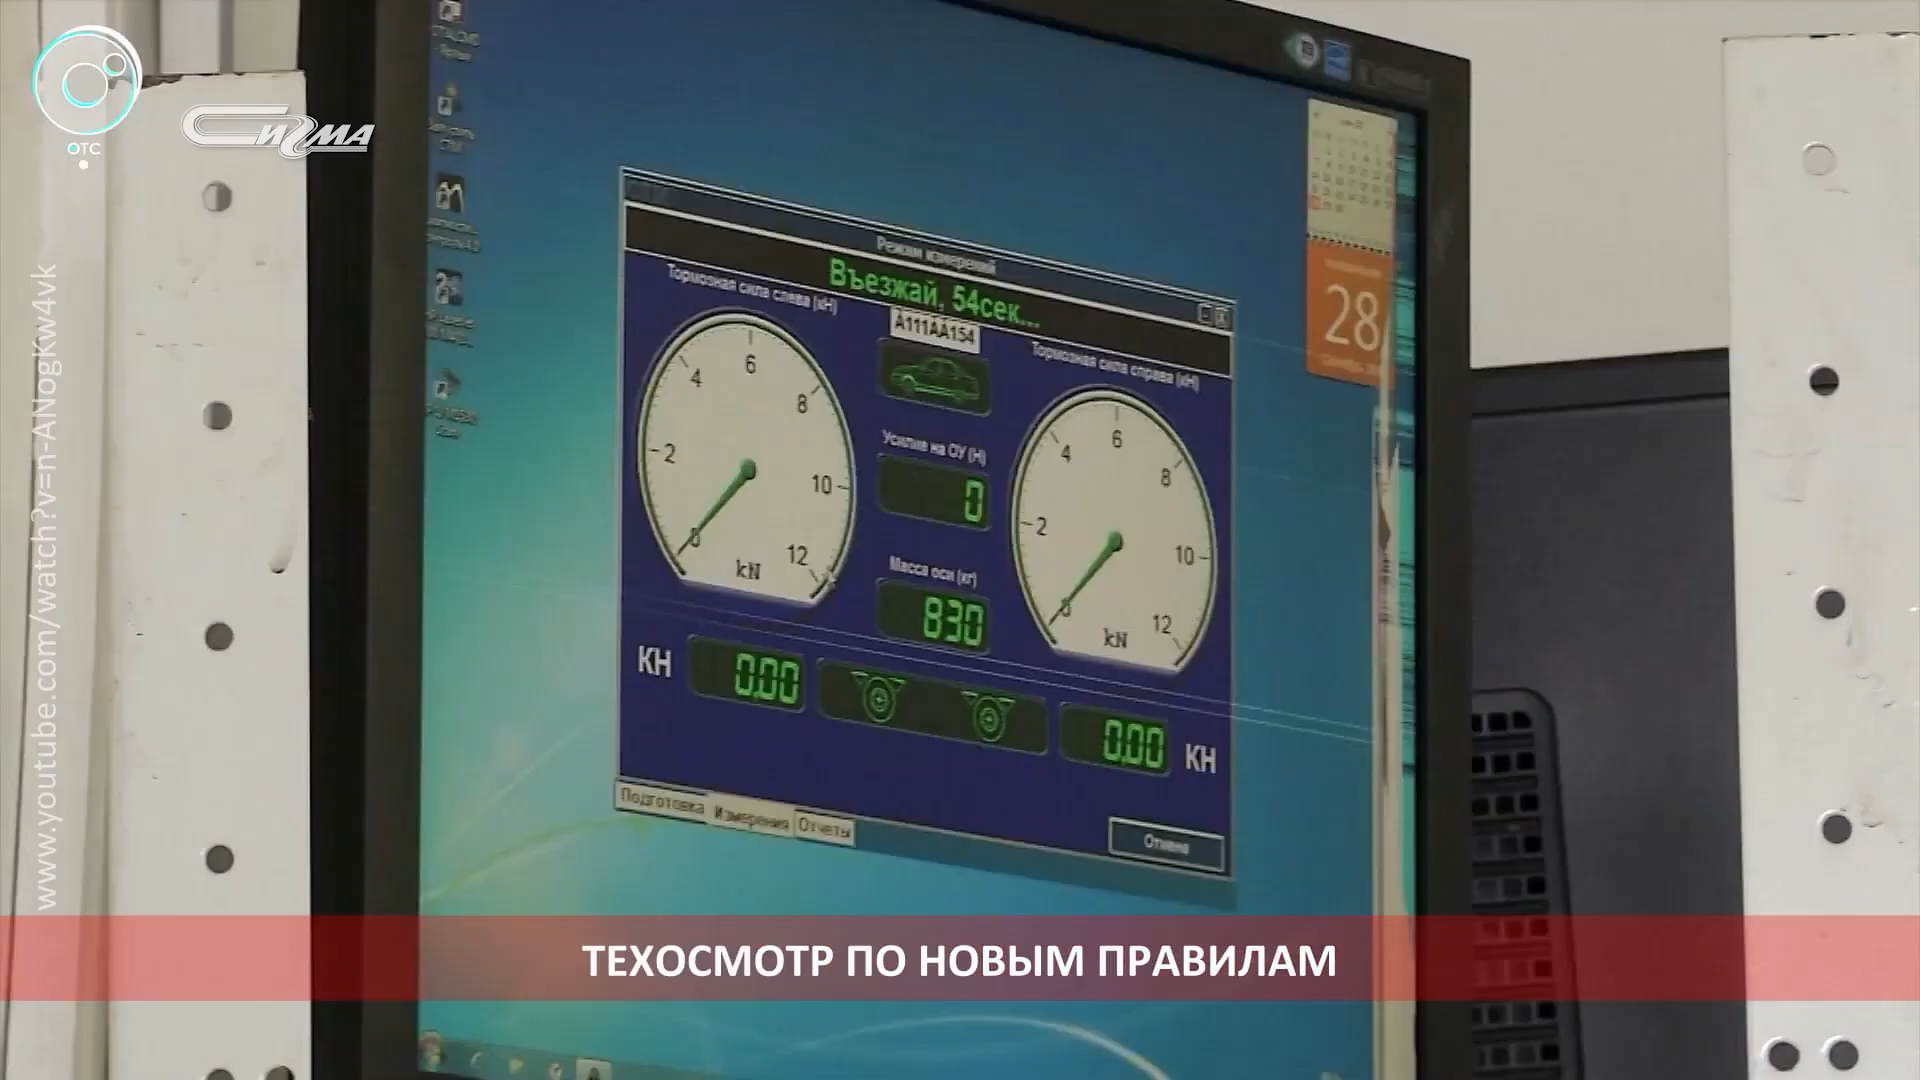 ОТС
Сигма
www.youtube.com/watch?v=n-ANogKw4vk
Режим измерений
Въезжай, 54сек...
Тормозная сила слева (кН)
А111АА154
Тормозная сила справа (кН)
0
2
4
6
8
10
12
kN
Усилие на ОУ (Н)
0
Масса оси (кг)
830
0
2
4
6
8
10
12
kN
КН
0.00
0.00
КН
Подготовка
Измерения
Отчеты
Отмена
28
ТЕХОСМОТР ПО НОВЫМ ПРАВИЛАМ